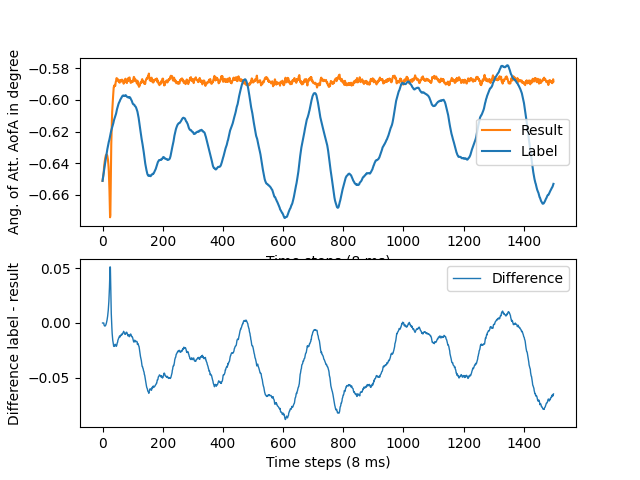 Ang. of Att. AofA in degree
−0.58
−0.60
−0.62
−0.64
−0.66
Result
Label
0 200 400 600 800 1000 1200 1400
Time steps (8 ms)
Difference label - result
0.05
0.00
−0.05
Difference
0 200 400 600 800 1000 1200 1400
Time steps (8 ms)